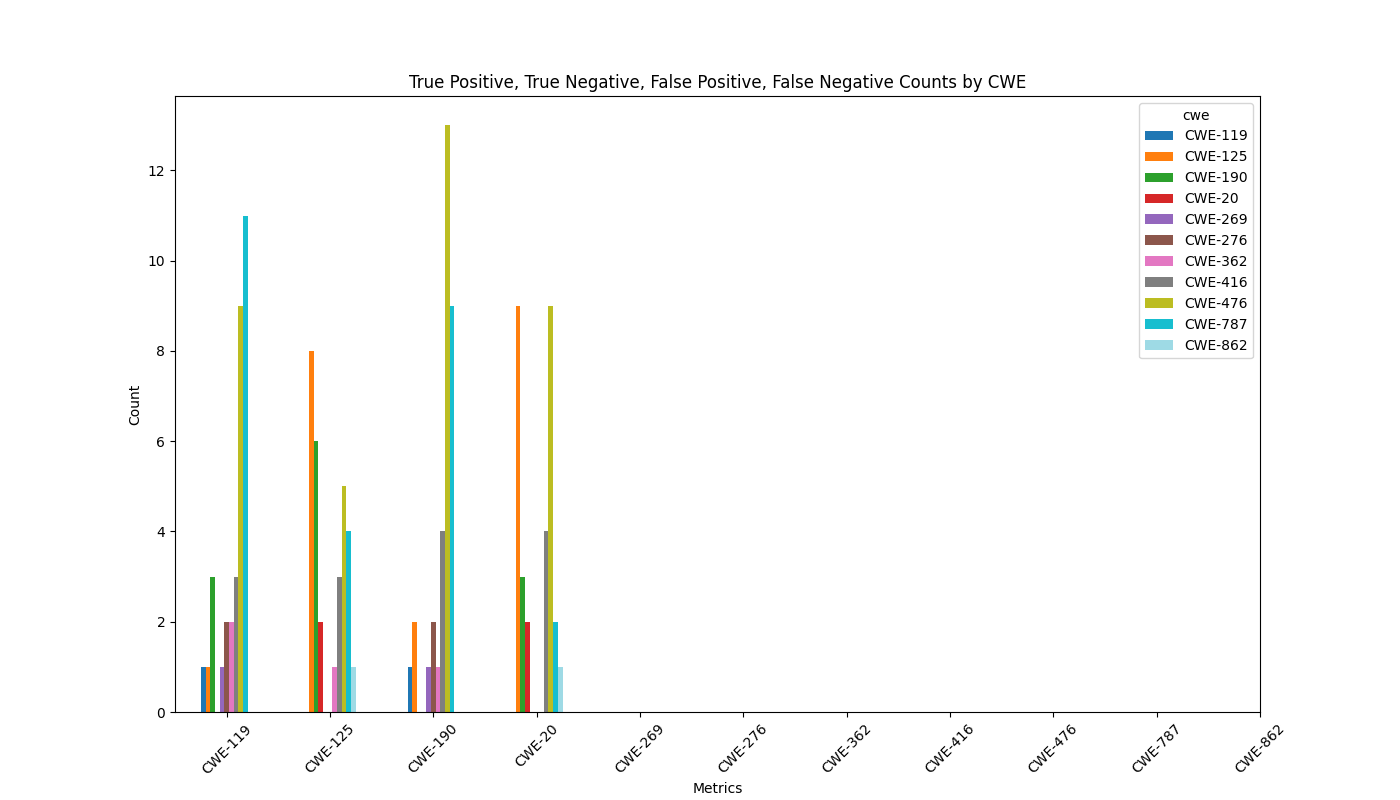 True Positive, True Negative, False Positive, False Negative Counts by CWE
cwe
CWE-119
CWE-125
CWE-190
CWE-20
CWE-269
CWE-276
CWE-362
CWE-416
CWE-476
CWE-787
CWE-862
Count
12
10
8
6
4
2
0
CWE-119
CWE-125
CWE-190
CWE-20
CWE-269
CWE-276
CWE-362
CWE-416
CWE-476
CWE-787
CWE-862
Metrics